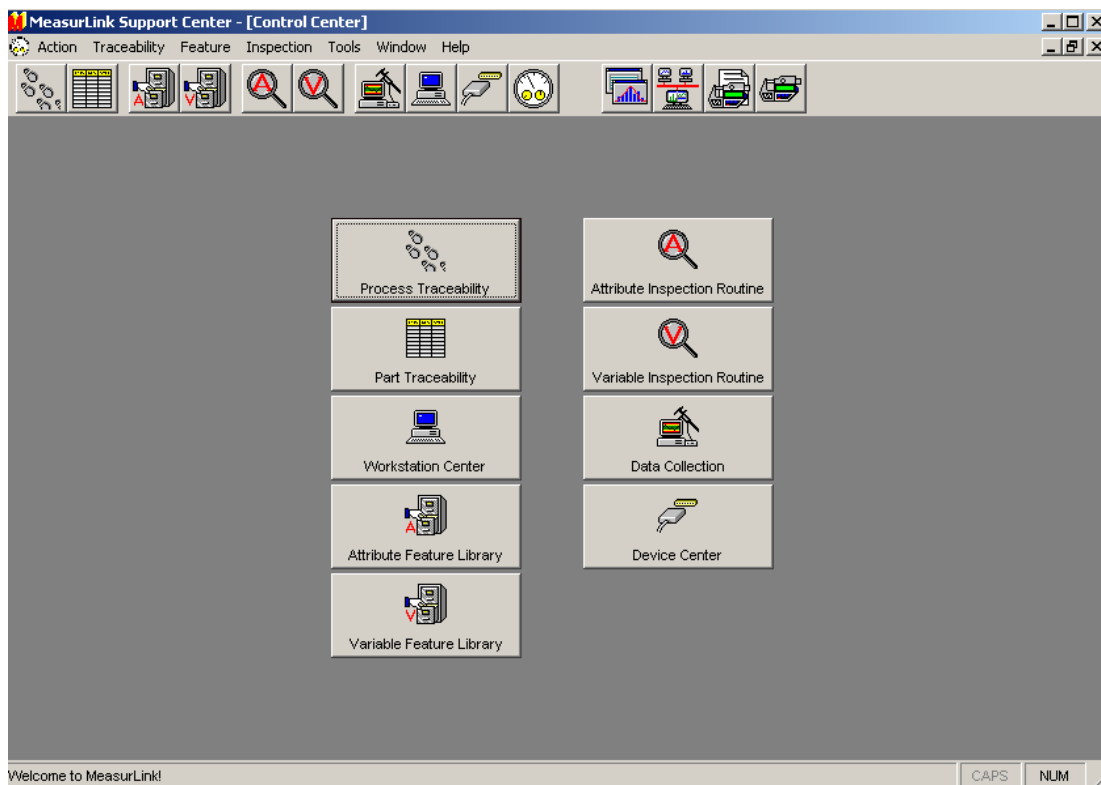 MeasurLink Support Center - [Control Center]
Action Traceability Feature Inspection Tools Window Help
A V A V
Process Traceability
Part Traceability
Workstation Center
A
Attribute Feature Library
V
Variable Feature Library
A
Attribute Inspection Routine
V
Variable Inspection Routine
Data Collection
Device Center
Welcome to MeasurLink!
CAPS NUM